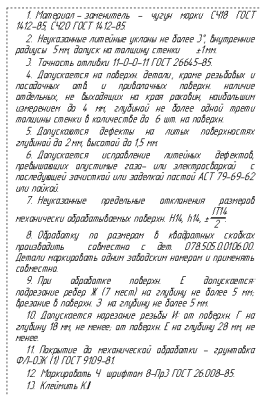 1. Материал – заменитель – чугун марки СЧ18 ГОСТ
1412-85, СЧ20 ГОСТ 1412-85.
2. Неуказанные литейные уклоны не более 3°, внутренние
радиусы 5мм, допуск на толщину стенки ±1мм.
3. Точность отливки 11-0-0-11 ГОСТ 26645-85.
4. Допускается на поверхн. детали, кроме резьбовых и
посадочных отв и привалочных поверхн. наличие
отдельных, не выходящих на края раковин, наибольшим
измерением до 4 мм, глубиной не более одной трети
толщины стенки в количестве до 6 шт. на поверхн.
5. Допускаются дефекты на литых поверхностях
глубиной до 2 мм, высотой до 1,5 мм.
6. Допускается исправление литейных дефектов,
превышающих опустимые газо- или электросваркой с
последующей зачисткой или заделкой пастой АСТ 79-69-62
или пайкой.
7. Неуказанные предельные отклонения размеров
механически обрабатываемых поверхн. H14, h14, ± IT14/2
8. Обработку по размерам в квадратных скобках
производить совместно с дет. 078.505.0.0106.00.
Детали маркировать одним заводским номером и применять
совместно.
9. При обработке поверхн. Е допускается:
подрезание ребер Ж (7 мест) на глубину не более 5 мм;
врезание в поверхн. З на глубину не более 5 мм.
10. Допускается нарезание резьбы И: от поверхн. Г на
глубину 18 мм, не менее; от поверхн. Е на глубину 28 мм, не
менее.
11. Покрытие до механической обработки – грунтовка
ФЛ-03К (1) ГОСТ 9109-81.
12. Маркировать Ч шрифтом 8-Пр3 ГОСТ 26.008-85.
13. Клеймить К